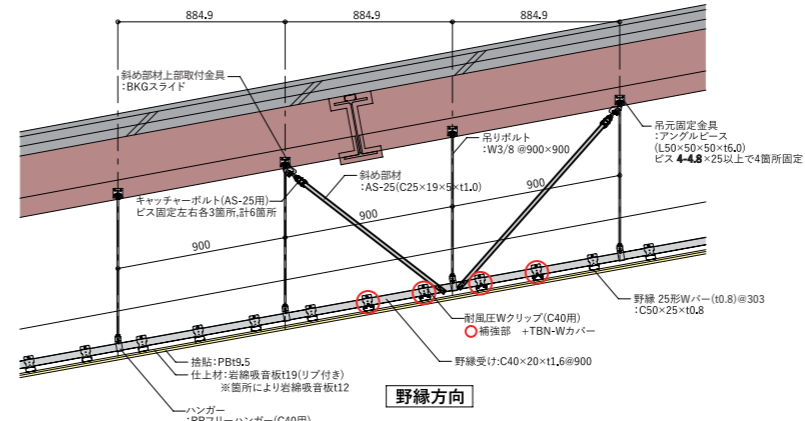 884.9 884.9 884.9
斜め部材上部取付金具
:BKGスライド
吊りボルト
:W3/8 @900×900
吊元固定金具
:アングルピース
(L50×50×50×t6.0)
ビス 4-4.8×25以上で4箇所固定
斜め部材
:AS-25(C25×19×5×t1.0)
キャッチャーボルト(AS-25用)
ビス固定左右各3箇所,計6箇所
900
900
900
野縁 25形Wバー(t0.8)@303
:C50×25×t0.8
耐風圧Wクリップ(C40用)
補強部 +TBN-Wカバー
野縁受け:C40×20×t1.6@900
捨貼:PBt9.5
仕上材:岩綿吸音板t19(リブ付き)
※箇所により岩綿吸音板t12
野縁方向
ハンガー